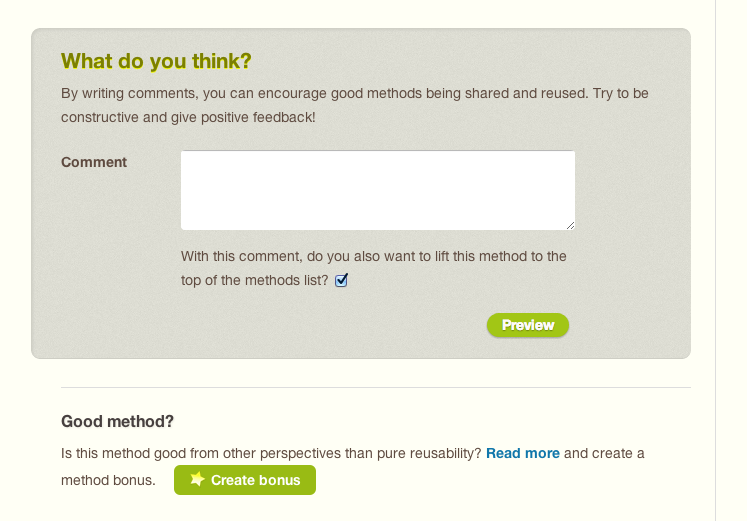 What do you think?
By writing comments, you can encourage good methods being shared and reused. Try to be
constructive and give positive feedback!
Comment
With this comment, do you also want to lift this method to the
top of the methods list?
Preview
Good method?
Is this method good from other perspectives than pure reusability? Read more and create a
method bonus. Create bonus